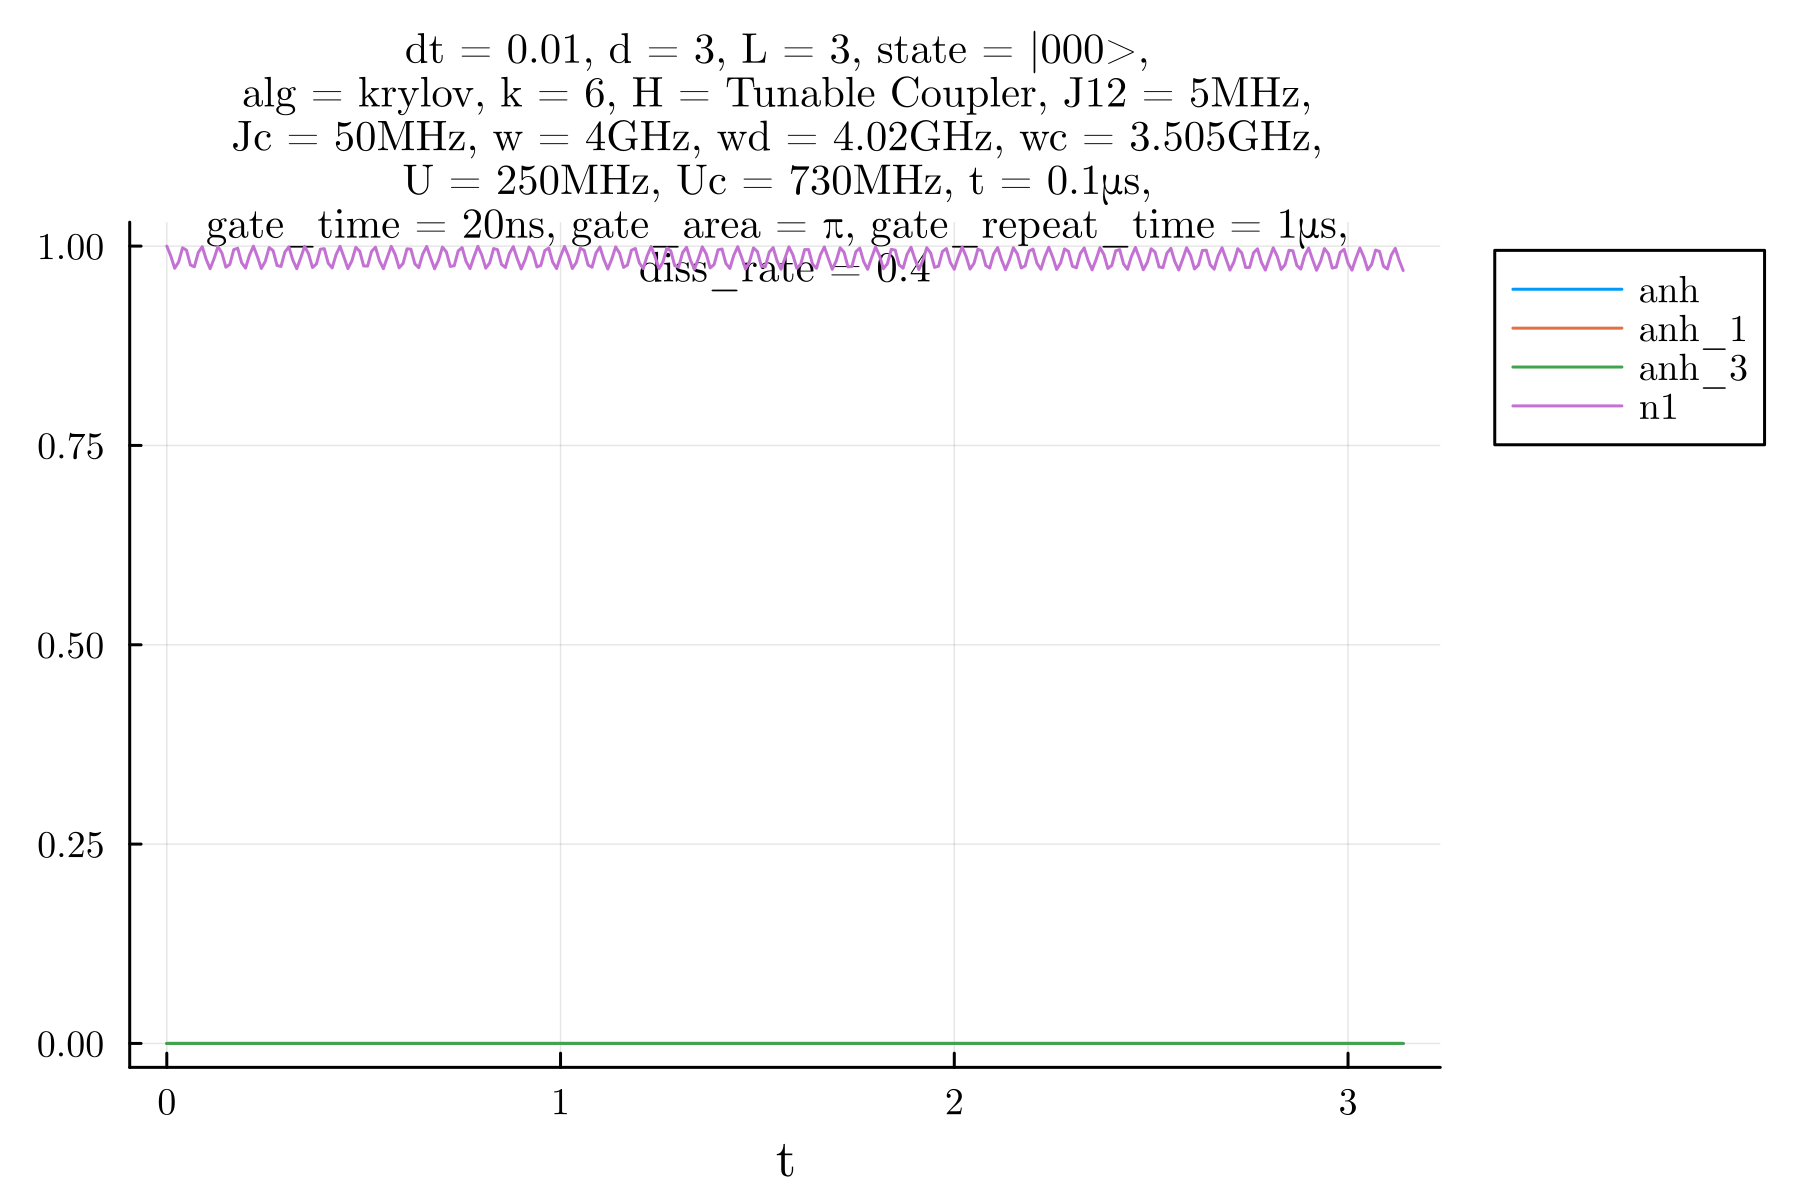 dt = 0.01, d = 3, L = 3, state = |000>,
alg = krylov, k = 6, H = Tunable Coupler, J12 = 5MHz,
Jc = 50MHz, w = 4GHz, wd = 4.02GHz, wc = 3.505GHz,
U = 250MHz, Uc = 730MHz, t = 0.1μs,
gate_time = 20ns, gate_area = π, gate_repeat_time = 1μs,
diss_rate = 0.4
1.00
0.75
0.50
0.25
0.00
0 1 2 3
t
anh
anh_1
anh_3
n1